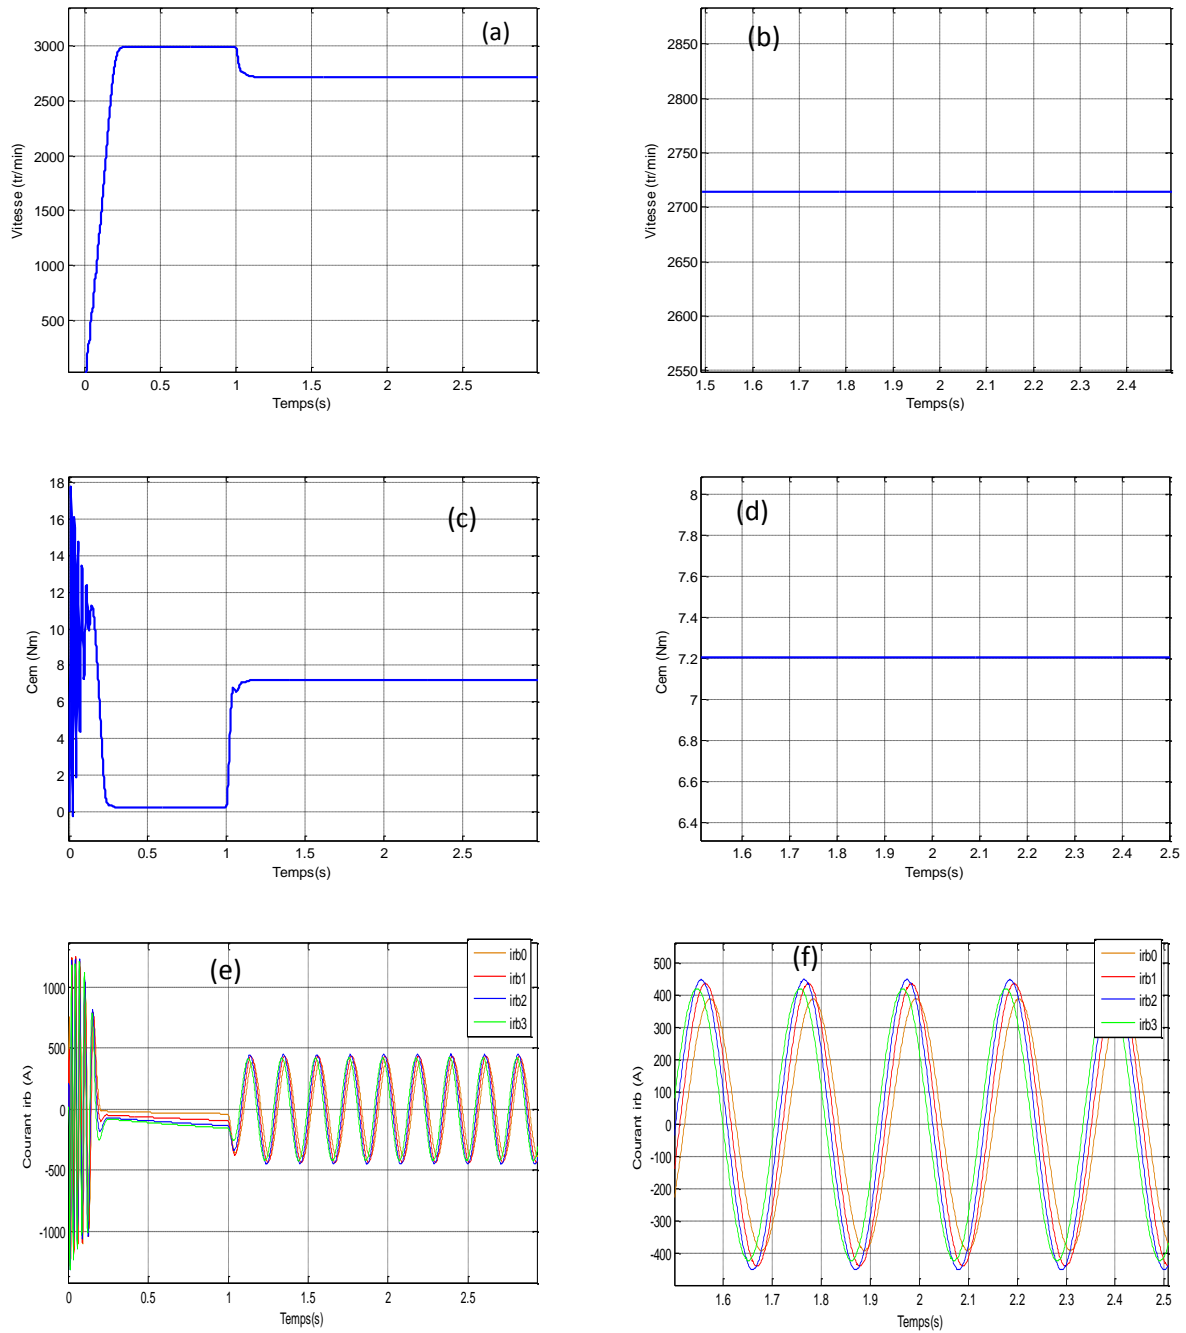 (a)
3000
2500
2000
1500
1000
500
Vitesse (tr/min)
0 0.5 1 1.5 2 2.5
Temps(s)
(b)
2850
2800
2750
2700
2650
2600
2550
Vitesse (tr/min)
1.5 1.6 1.7 1.8 1.9 2 2.1 2.2 2.3 2.4
Temps(s)
(c)
18
16
14
12
10
8
6
4
2
0
Cem (Nm)
0 0.5 1 1.5 2 2.5
Temps(s)
(d)
8
7.8
7.6
7.4
7.2
7
6.8
6.6
6.4
Cem (Nm)
1.6 1.7 1.8 1.9 2 2.1 2.2 2.3 2.4 2.5
Temps(s)
(e)
irb0
irb1
irb2
irb3
1000
500
0
-500
-1000
Courant irb (A)
0 0.5 1 1.5 2 2.5
Temps(s)
(f)
irb0
irb1
irb2
irb3
500
400
300
200
100
0
-100
-200
-300
-400
Courant irb (A)
1.6 1.7 1.8 1.9 2 2.1 2.2 2.3 2.4 2.5
Temps(s)